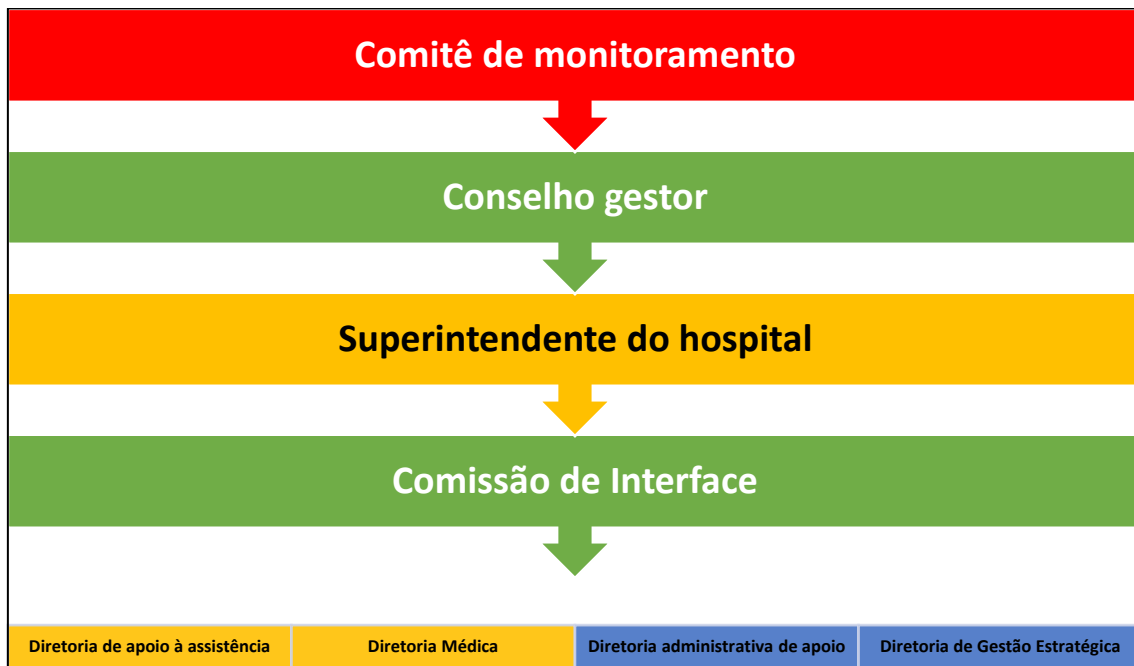 Comitê de monitoramento
Conselho gestor
Superintendente do hospital
Comissão de Interface
Diretoria de apoio à assistência
Diretoria Médica
Diretoria administrativa de apoio
Diretoria de Gestão Estratégica